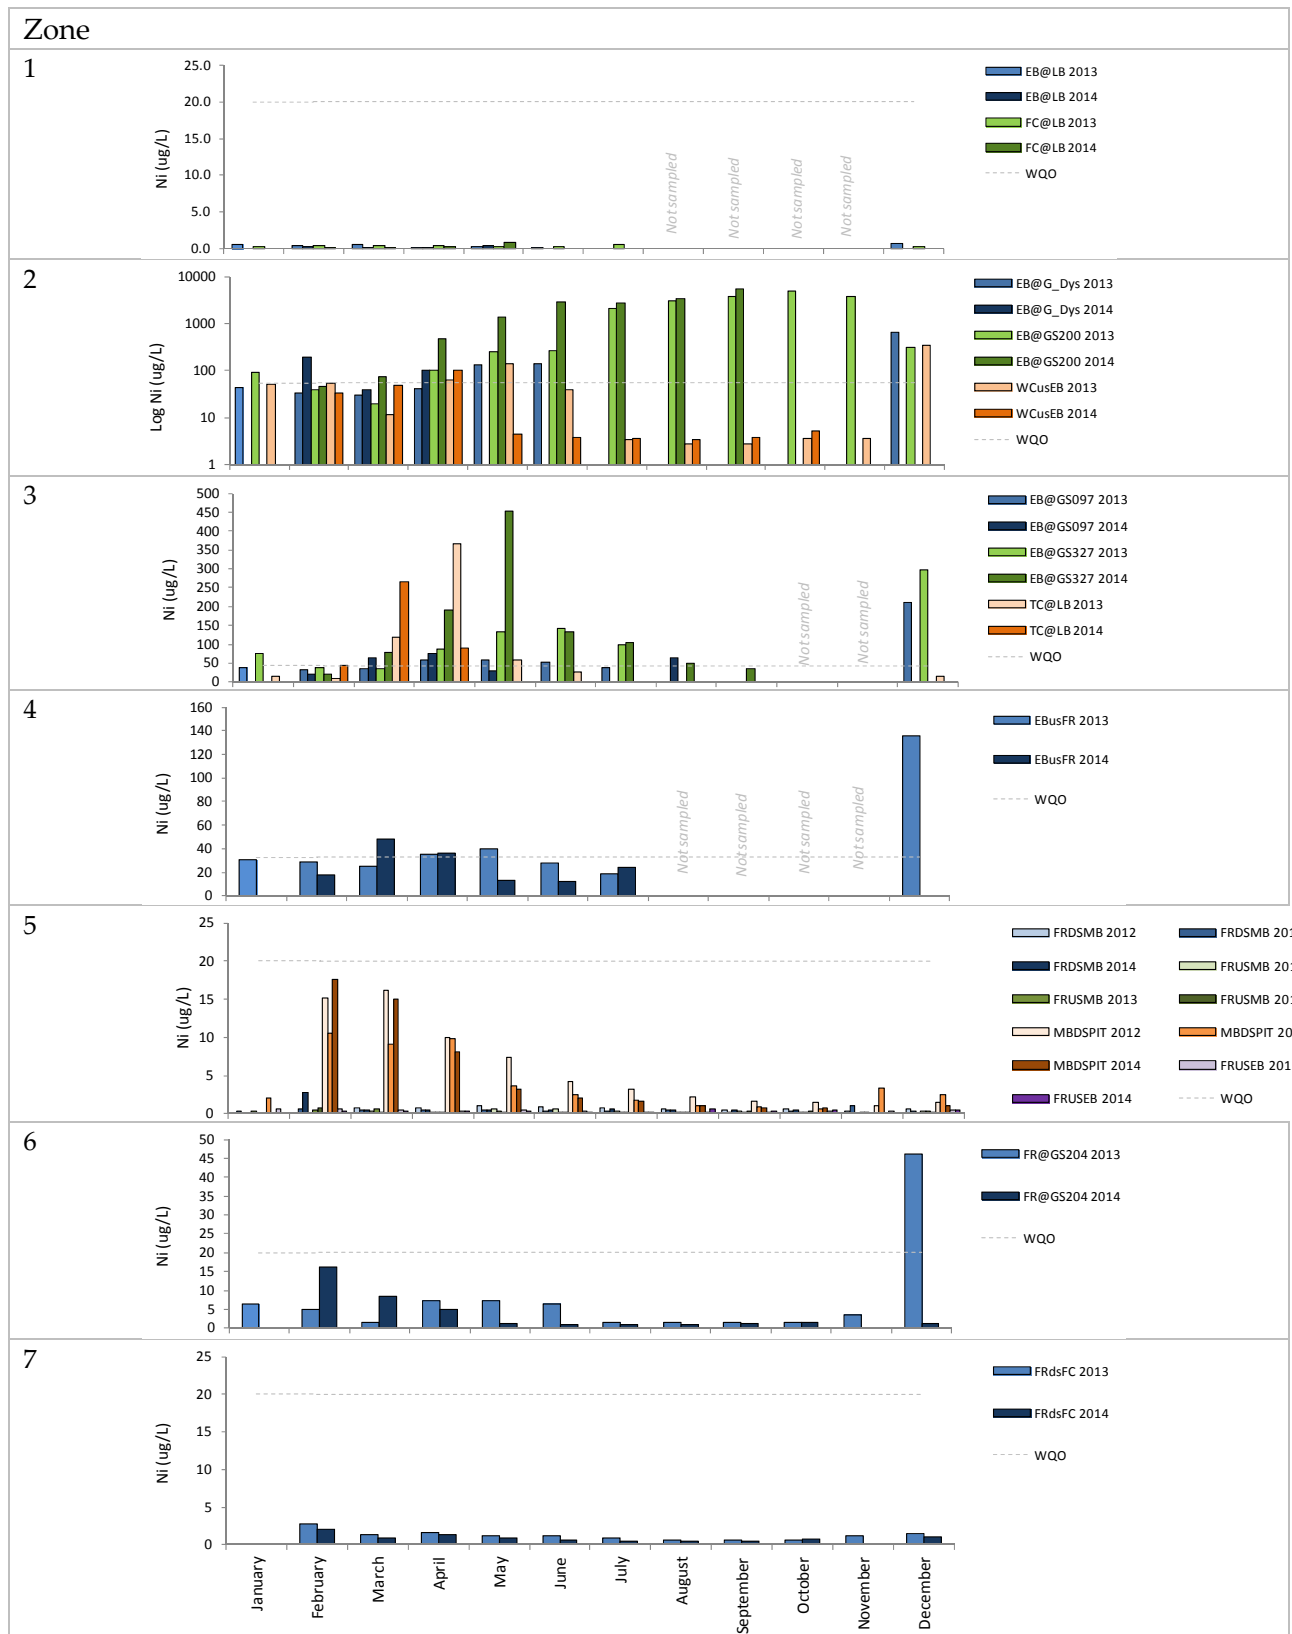 Zone
1
Ni (ug/L)
25.0
20.0
15.0
10.0
5.0
0.0
Not sampled
Not sampled
Not sampled
Not sampled
EB@LB 2013
EB@LB 2014
FC@LB 2013
FC@LB 2014
WQO
2
Log Ni (ug/L)
10000
1000
100
10
1
EB@G_Dys 2013
EB@G_Dys 2014
EB@GS200 2013
EB@GS200 2014
WCusEB 2013
WCusEB 2014
WQO
3
Ni (ug/L)
500
450
400
350
300
250
200
150
100
50
0
Not sampled
Not sampled
EB@GS097 2013
EB@GS097 2014
EB@GS327 2013
EB@GS327 2014
TC@LB 2013
TC@LB 2014
WQO
4
Ni (ug/L)
160
140
120
100
80
60
40
20
0
Not sampled
Not sampled
Not sampled
Not sampled
EBusFR 2013
EBusFR 2014
WQO
5
Ni (ug/L)
25
20
15
10
5
0
FRDSMB 2012 FRDSMB 201
FRDSMB 2014 FRUSMB 201
FRUSMB 2013 FRUSMB 201
MBDSPIT 2012 MBDSPIT 20
MBDSPIT 2014 FRUSEB 201
FRUSEB 2014 WQO
6
Ni (ug/L)
50
45
40
35
30
25
20
15
10
5
0
FR@GS204 2013
FR@GS204 2014
WQO
7
Ni (ug/L)
25
20
15
10
5
0
FRdsFC 2013
FRdsFC 2014
WQO
January
February
March
April
May
June
July
August
September
October
November
December